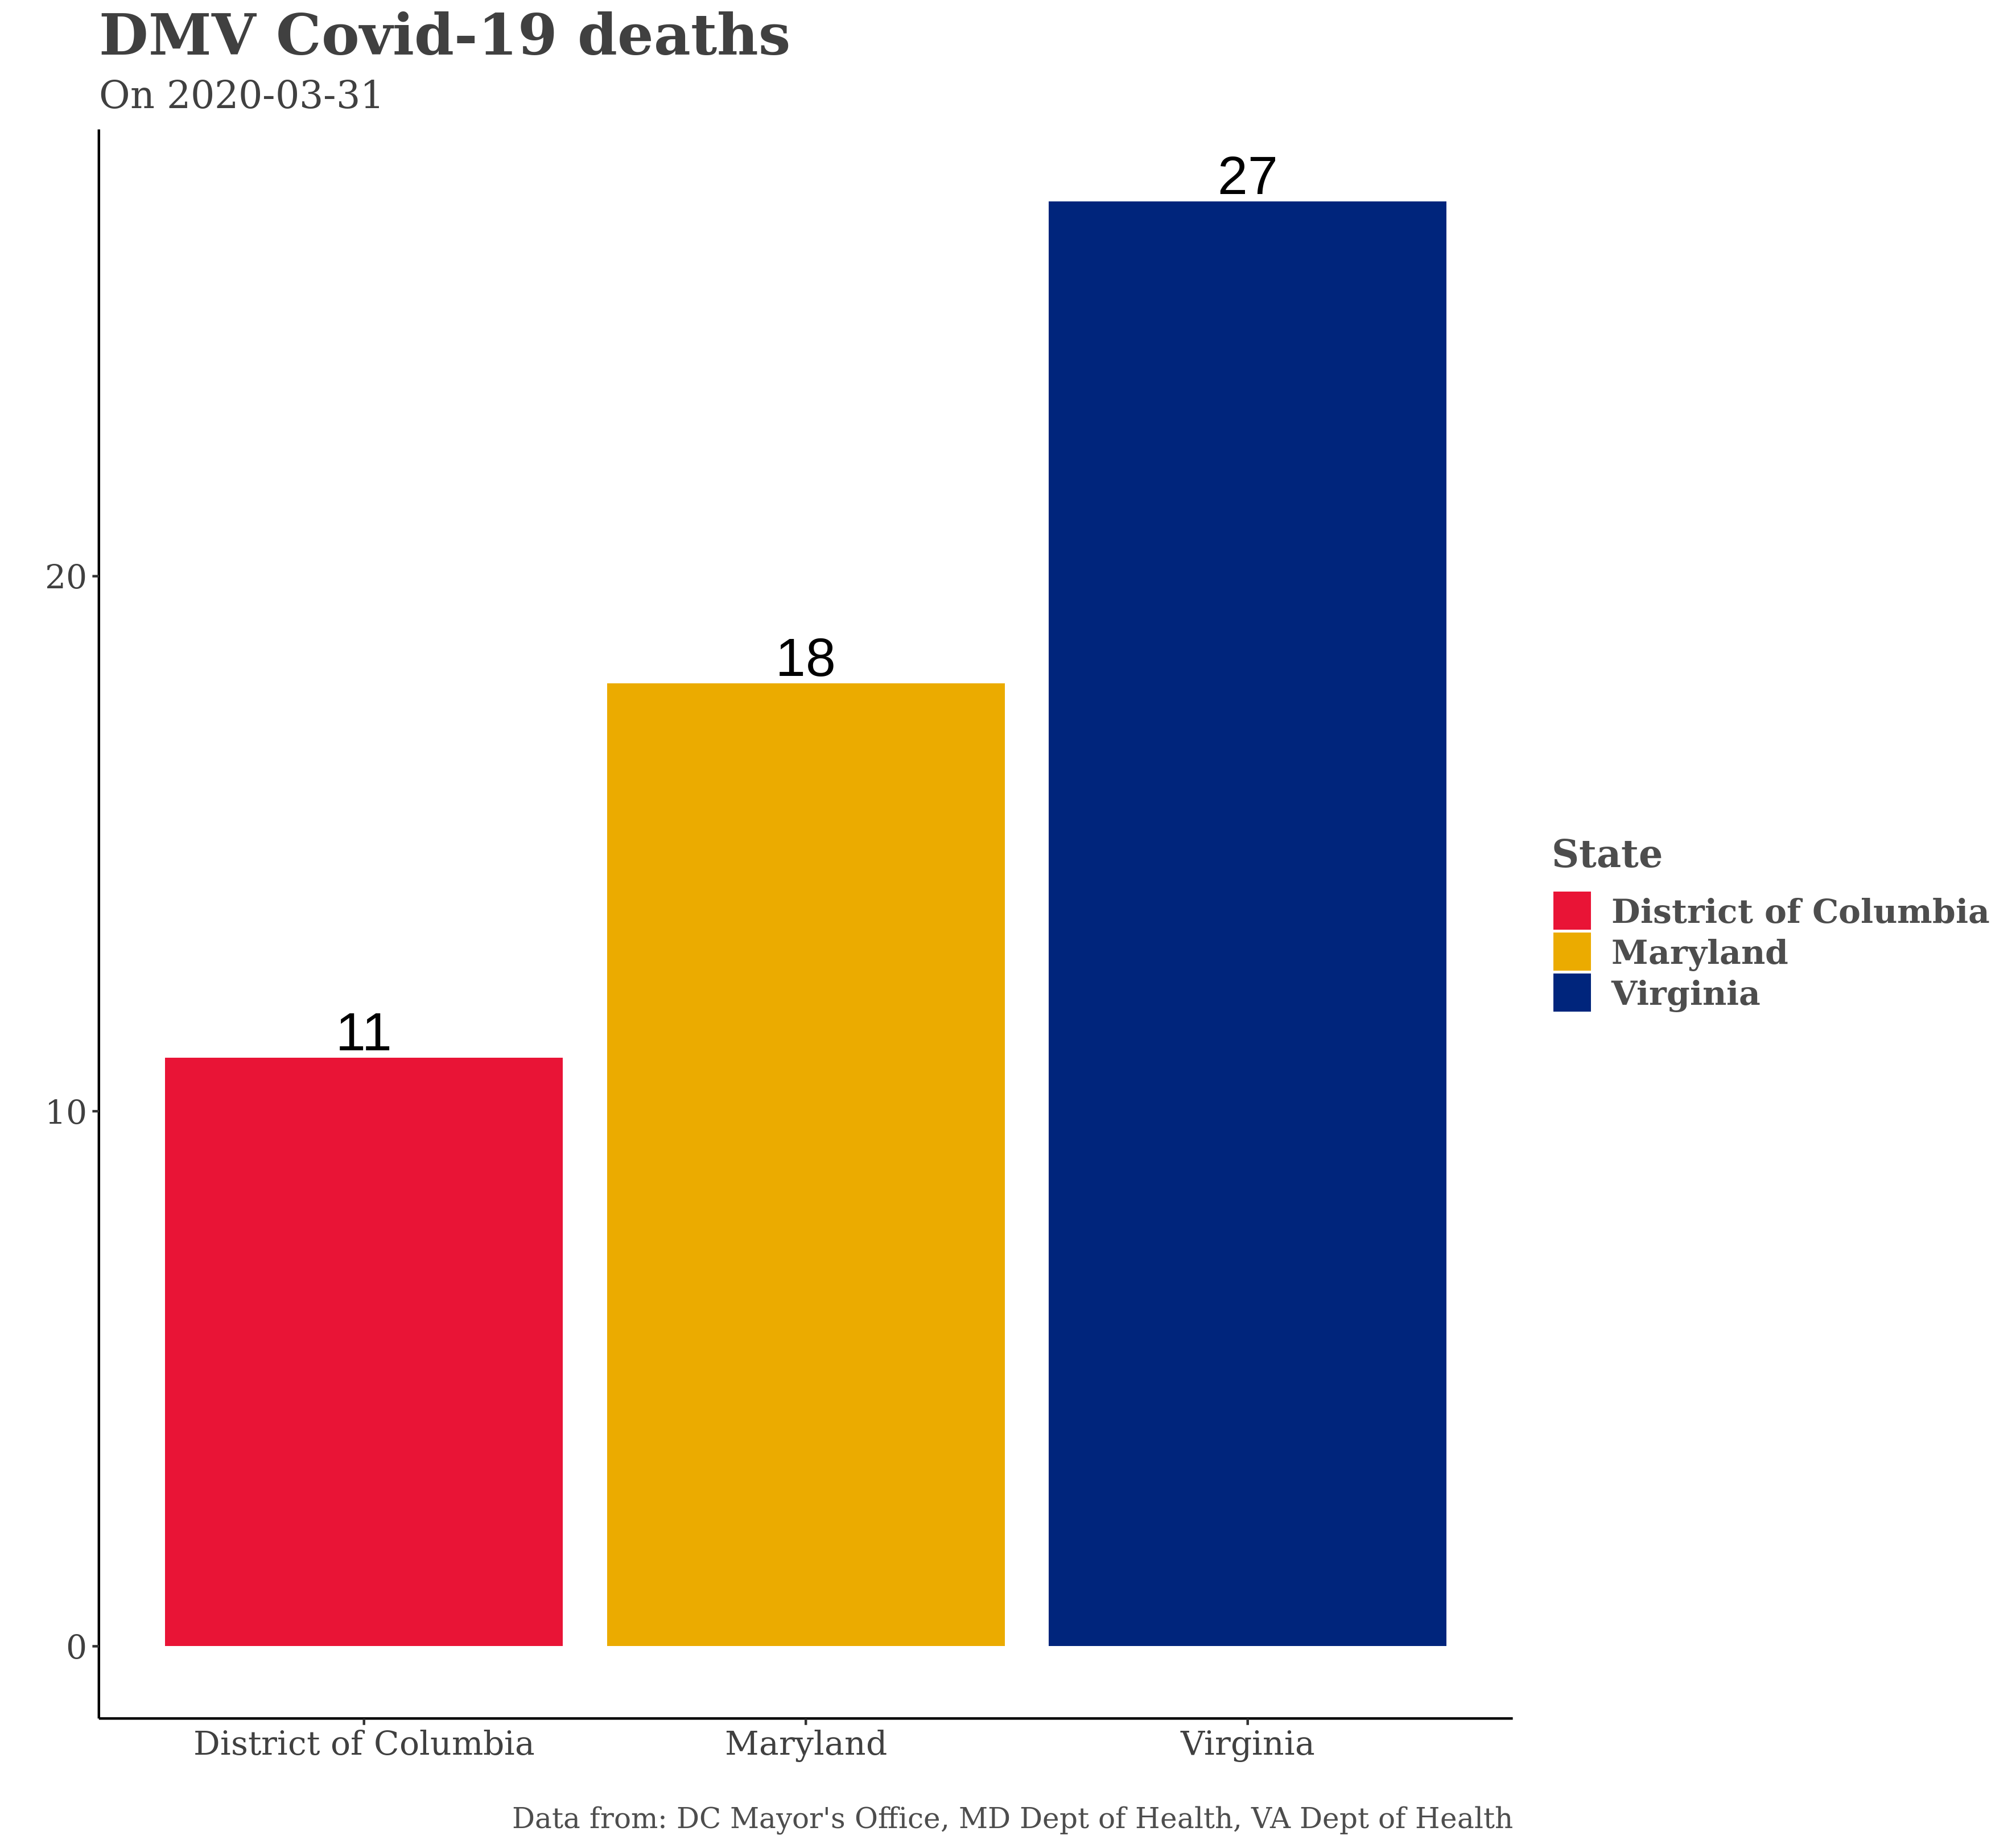 DMV Covid-19 deaths
On 2020-03-31
27
20
18
State
District of Columbia
Maryland
Virginia
11
10
0
District of Columbia
Maryland
Virginia
Data from: DC Mayor's Office, MD Dept of Health, VA Dept of Health